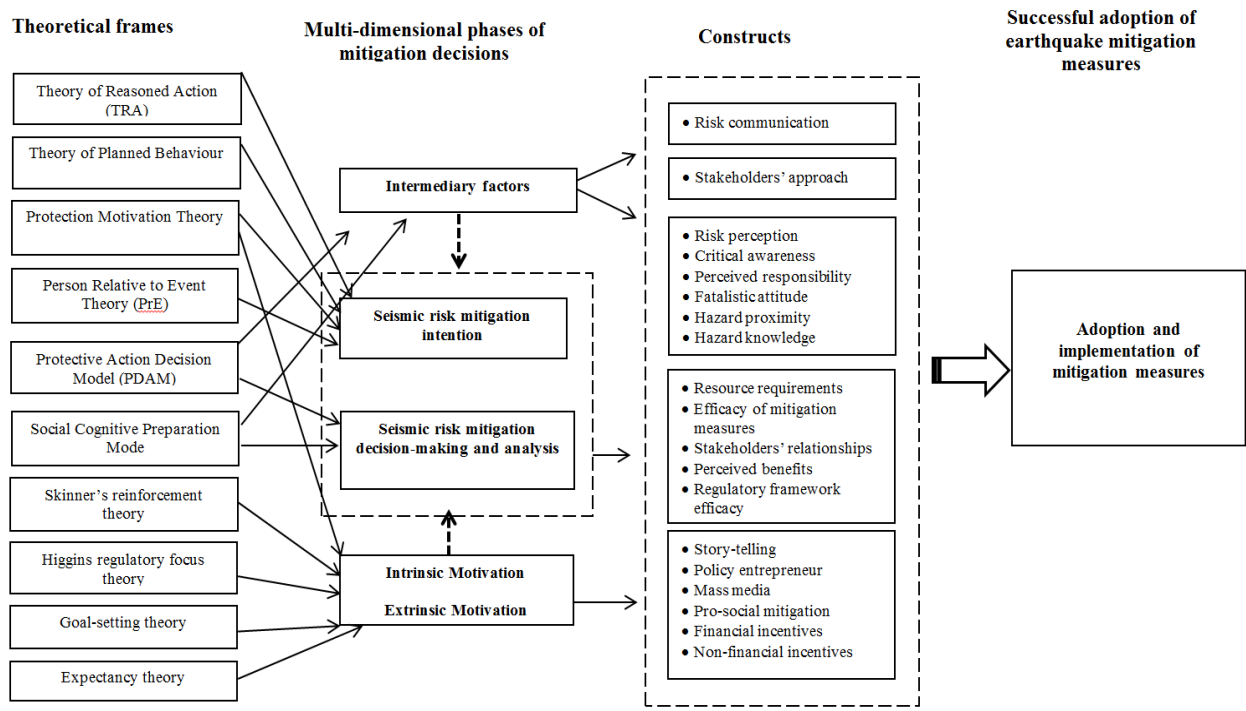 Theoretical frames
Theory of Reasoned Action
(TRA)
Theory of Planned Behaviour
Protection Motivation Theory
Person Relative to Event
Theory (PrE)
Protective Action Decision
Model (PDAM)
Social Cognitive Preparation
Mode
Skinner's reinforcement
theory
Higgins regulatory focus
theory
Goal-setting theory
Expectancy theory
Multi-dimensional phases of
mitigation decisions
Intermediary factors
Seismic risk mitigation
intention
Seismic risk mitigation
decision-making and analysis
Intrinsic Motivation
Extrinsic Motivation
Constructs
• Risk communication
• Stakeholders' approach
• Risk perception
• Critical awareness
• Perceived responsibility
• Fatalistic attitude
• Hazard proximity
• Hazard knowledge
• Resource requirements
• Efficacy of mitigation
measures
• Stakeholders' relationships
• Perceived benefits
• Regulatory framework
efficacy
• Story-telling
• Policy entrepreneur
• Mass media
• Pro-social mitigation
• Financial incentives
• Non-financial incentives
Successful adoption of
earthquake mitigation
measures
Adoption and
implementation of
mitigation measures